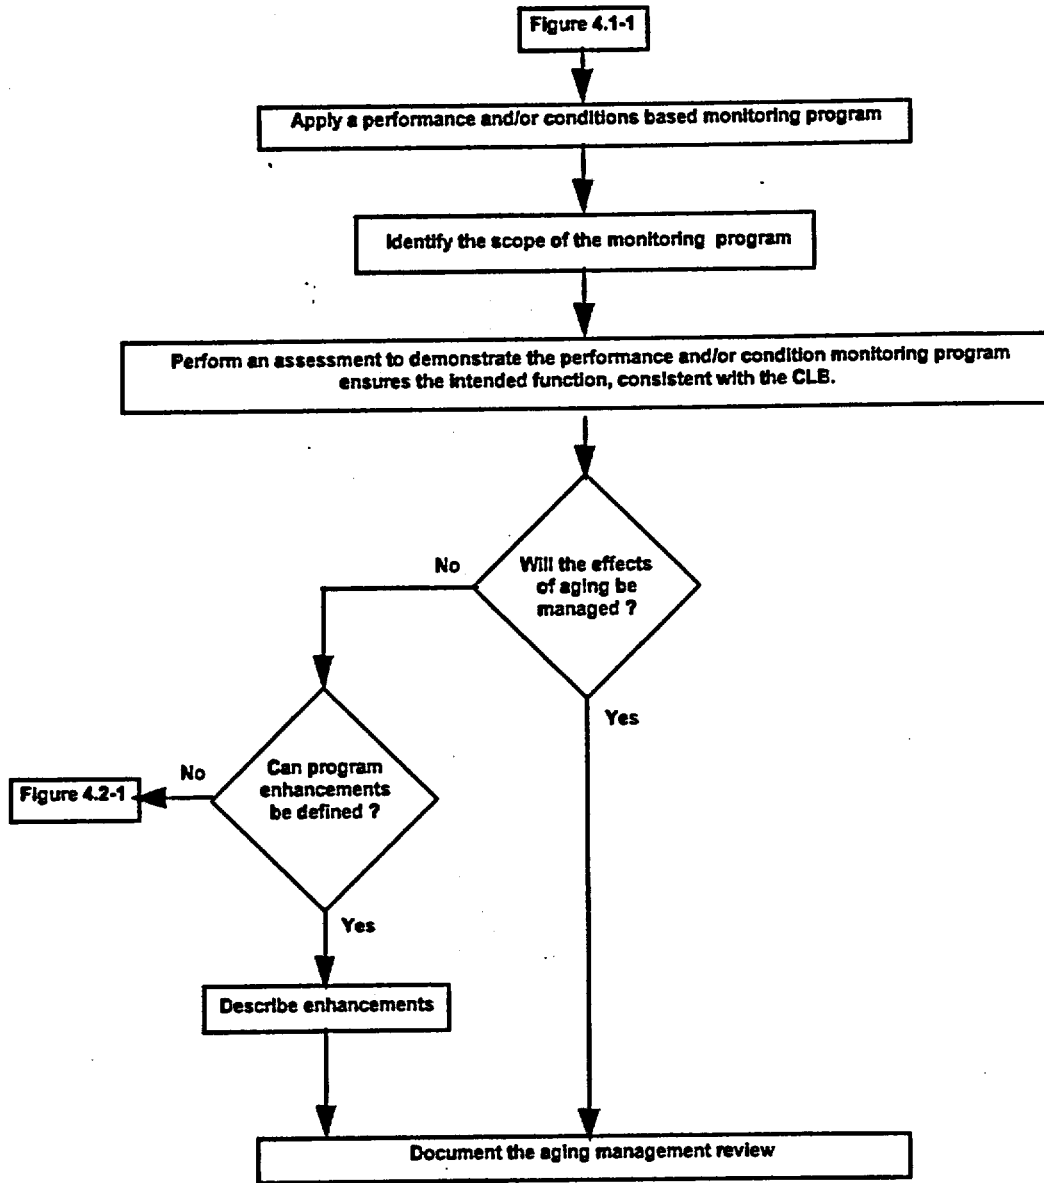 Figure 4.1-1
Apply a performance and/or conditions based monitoring program
Identify the scope of the monitoring program
Perform an assessment to demonstrate the performance and/or condition monitoring program
ensures the intended function, consistent with the CLB.
Will the effects
of aging be
managed ?
No
Yes
Can program
enhancements
be defined ?
No
Figure 4.2-1
Yes
Describe enhancements
Document the aging management review